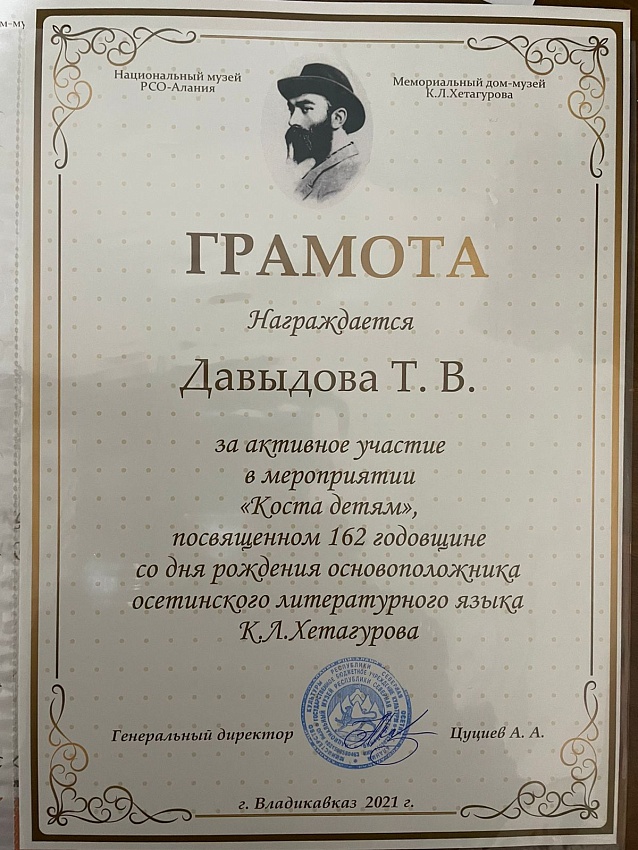 Национальный музей
РСО-Алания
Мемориальный дом-музей
К.Л.Хетагурова
ГРАМОТА
Награждается
Давыдова Т. В.
за активное участие
в мероприятии
«Коста детям»,
посвященном 162 годовщине
со дня рождения основоположника
осетинского литературного языка
К.Л.Хетагурова
Генеральный директор
Цуциев А. А.
г. Владикавказ 2021 г.